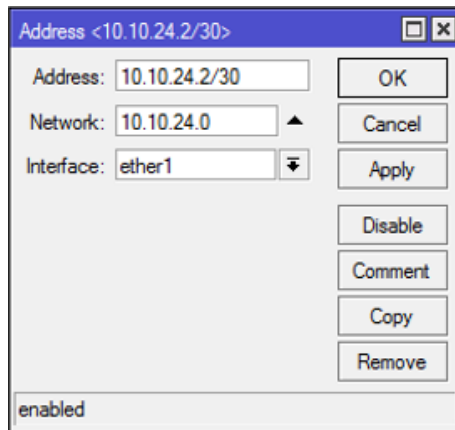 Address <10.10.24.2/30>
Address: 10.10.24.2/30 OK
Network: 10.10.24.0 Cancel
Interface: ether1 Apply
Disable
Comment
Copy
Remove
enabled